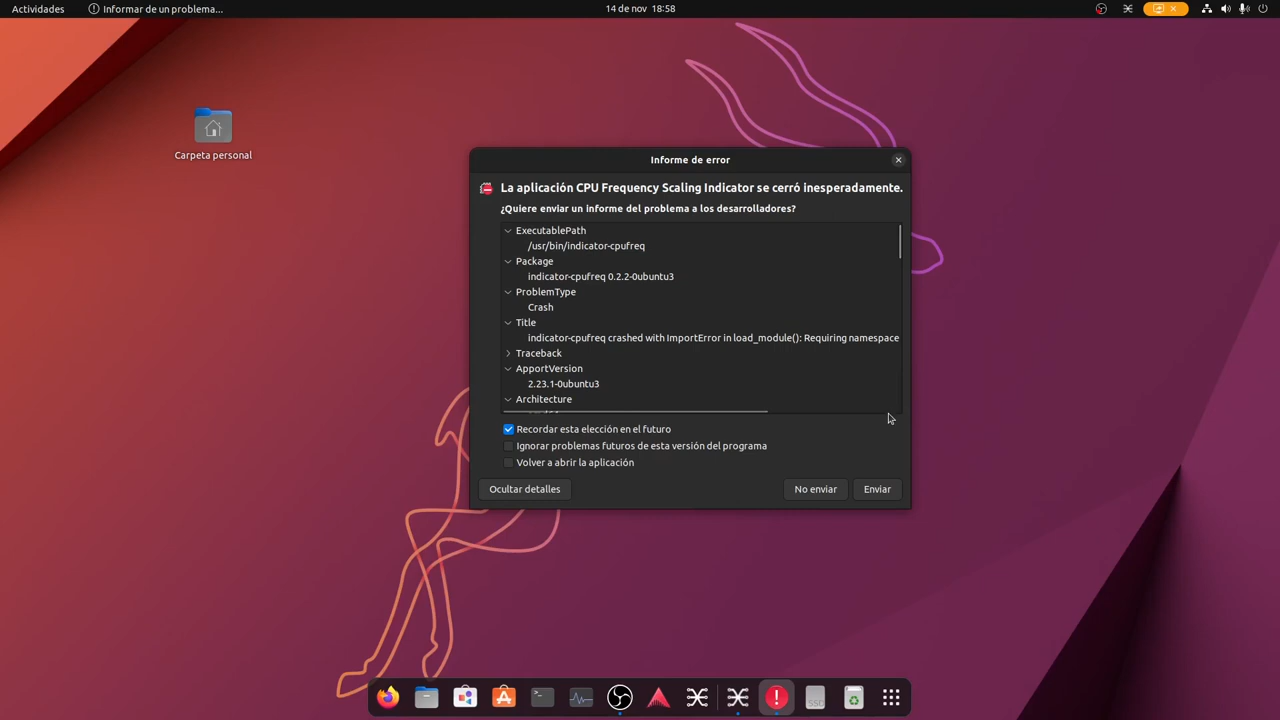 Actividades
Informar de un problema...
14 de nov 18:58
Carpeta personal
Informe de error
La aplicación CPU Frequency Scaling Indicator se cerró inesperadamente.
¿Quiere enviar un informe del problema a los desarrolladores?
ExecutablePath
/usr/bin/indicator-cpufreq
Package
indicator-cpufreq 0.2.2-0ubuntu3
ProblemType
Crash
Title
indicator-cpufreq crashed with ImportError in load_module(): Requiring namespace
Traceback
ApportVersion
2.23.1-0ubuntu3
Architecture
Recordar esta elección en el futuro
Ignorar problemas futuros de esta versión del programa
Volver a abrir la aplicación
Ocultar detalles
No enviar
Enviar
SSD